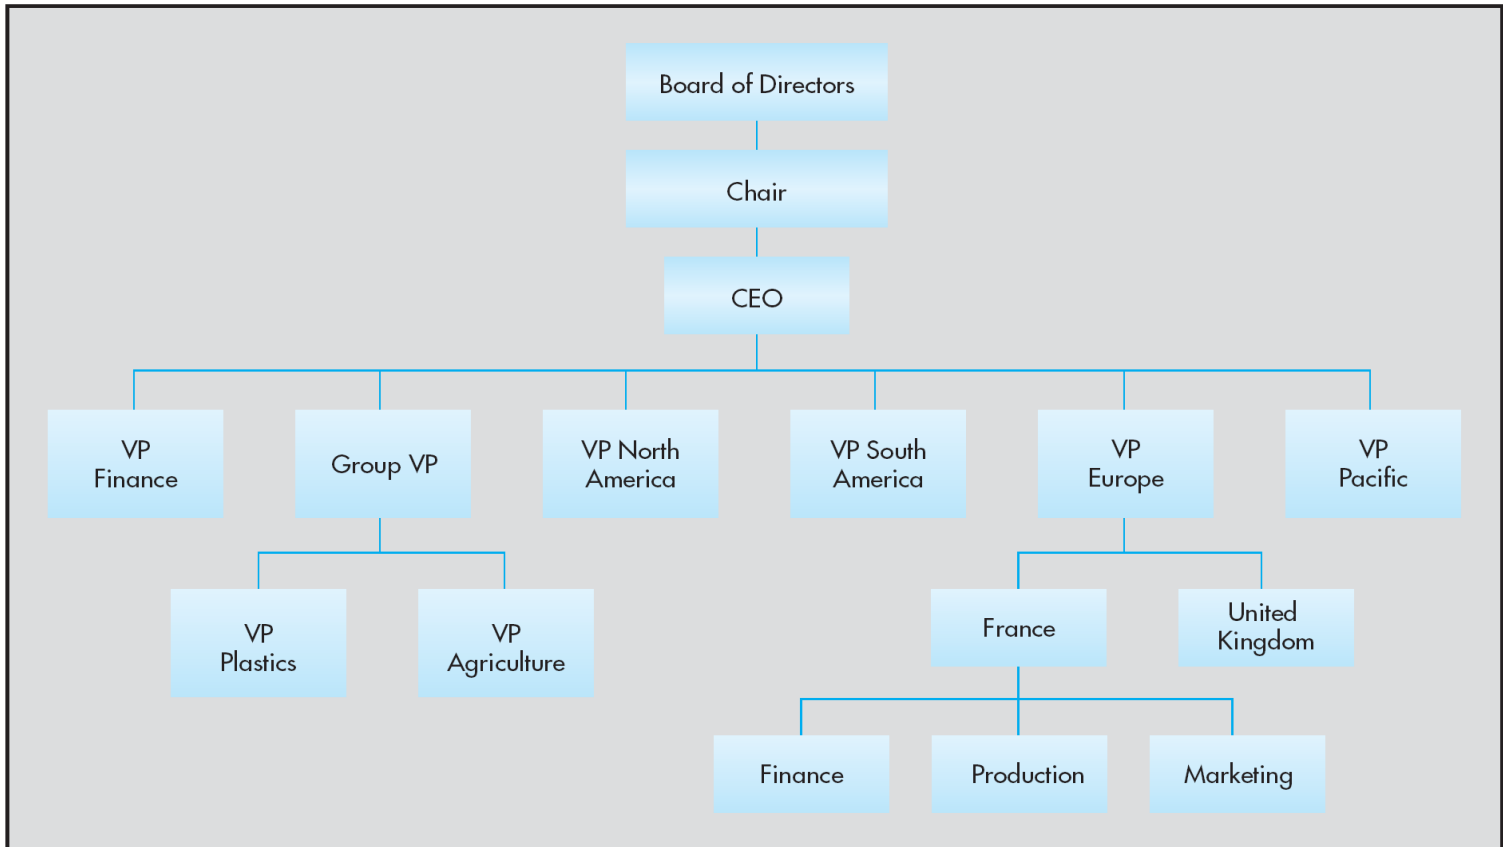 Board of Directors
Chair
CEO
VP
Finance
Group VP
VP North
America
VP South
America
VP
Europe
VP
Pacific
VP
Plastics
VP
Agriculture
France
United
Kingdom
Finance
Production
Marketing